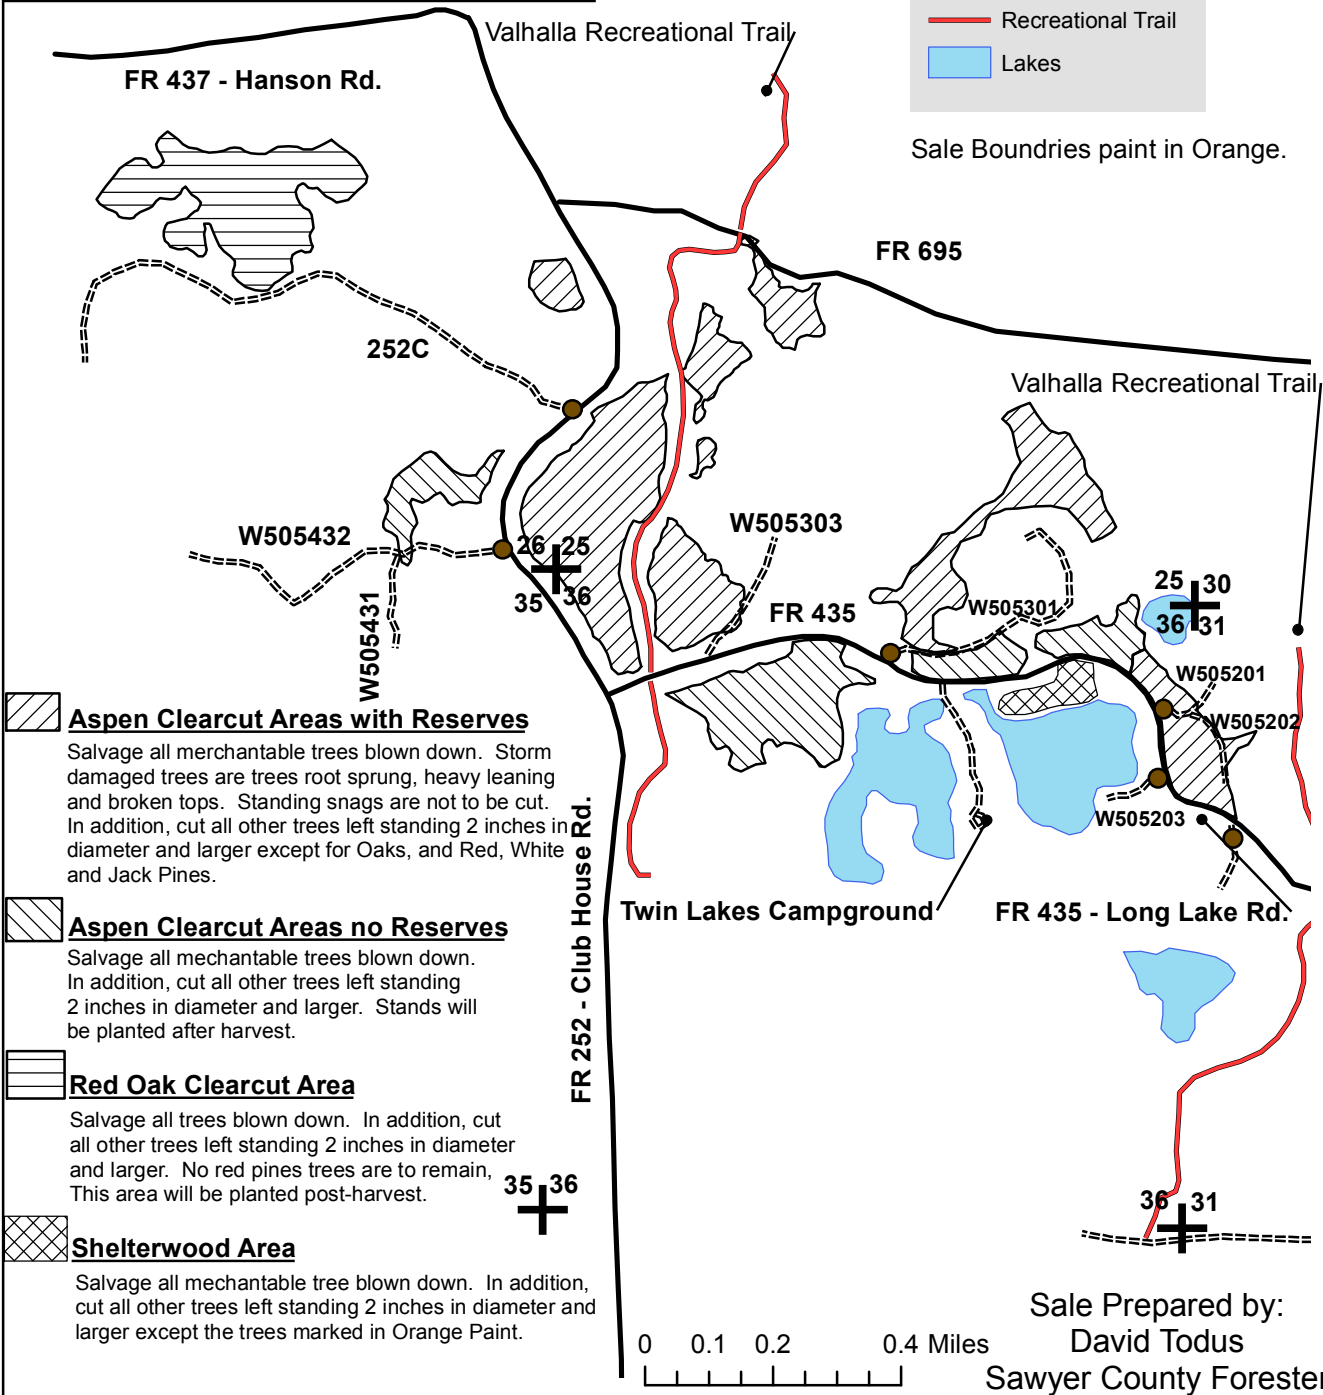 Valhalla Recreational Trail
Recreational Trail
Lakes
FR 437 - Hanson Rd.
Sale Boundries paint in Orange.
FR 695
252C
Valhalla Recreational Trail
W505432
W505303
26 25
35 36
W505431
FR 435
W505301
25 30
36 31
W505201
W505202
W505203
Aspen Clearcut Areas with Reserves
Salvage all merchantable trees blown down. Storm
damaged trees are trees root sprung, heavy leaning
and broken tops. Standing snags are not to be cut.
In addition, cut all other trees left standing 2 inches in
diameter and larger except for Oaks, and Red, White
and Jack Pines.
FR 252 - Club House Rd.
Twin Lakes Campground
FR 435 - Long Lake Rd.
Aspen Clearcut Areas no Reserves
Salvage all mechantable trees blown down.
In addition, cut all other trees left standing
2 inches in diameter and larger. Stands will
be planted after harvest.
Red Oak Clearcut Area
Salvage all trees blown down. In addition, cut
all other trees left standing 2 inches in diameter
and larger. No red pines trees are to remain,
This area will be planted post-harvest.
35 36
36 31
Shelterwood Area
Salvage all mechantable tree blown down. In addition,
cut all other trees left standing 2 inches in diameter and
larger except the trees marked in Orange Paint.
0 0.1 0.2 0.4 Miles
Sale Prepared by:
David Todus
Sawyer County Forester